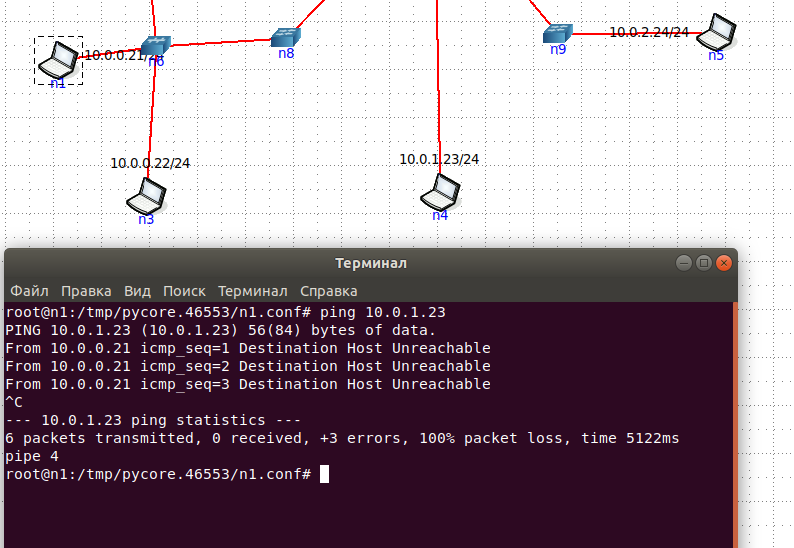 10.0.0.21/24
n1
n6
n8
n9
10.0.2.24/24
n5
10.0.0.22/24
n3
10.0.1.23/24
n4
Терминал
Файл Правка Вид Поиск Терминал Справка
root@n1:/tmp/pycore.46553/n1.conf# ping 10.0.1.23
PING 10.0.1.23 (10.0.1.23) 56(84) bytes of data.
From 10.0.0.21 icmp_seq=1 Destination Host Unreachable
From 10.0.0.21 icmp_seq=2 Destination Host Unreachable
From 10.0.0.21 icmp_seq=3 Destination Host Unreachable
^C
--- 10.0.1.23 ping statistics ---
6 packets transmitted, 0 received, +3 errors, 100% packet loss, time 5122ms
pipe 4
root@n1:/tmp/pycore.46553/n1.conf#